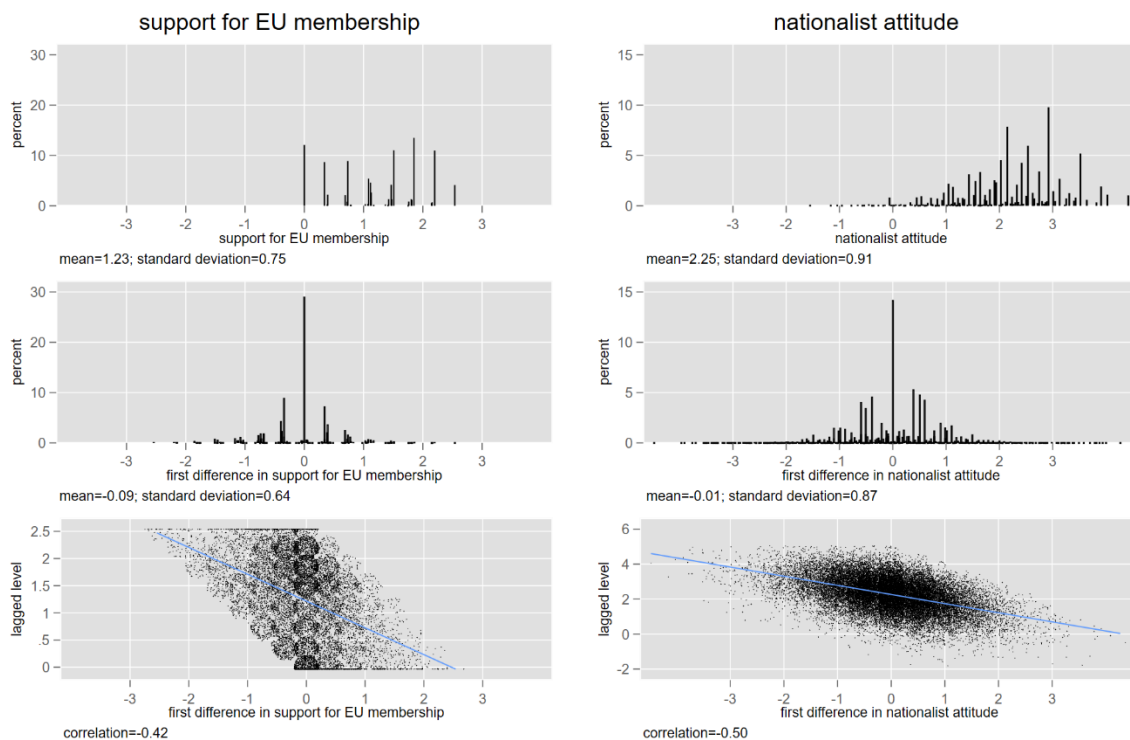 support for EU membership
nationalist attitude
30
20
10
0
percent
-3 -2 -1 0 1 2 3
support for EU membership
mean=1.23; standard deviation=0.75
15
10
5
0
percent
-3 -2 -1 0 1 2 3
nationalist attitude
mean=2.25; standard deviation=0.91
30
20
10
0
percent
-3 -2 -1 0 1 2 3
first difference in support for EU membership
mean=-0.09; standard deviation=0.64
15
10
5
0
percent
-3 -2 -1 0 1 2 3
first difference in nationalist attitude
mean=-0.01; standard deviation=0.87
2.5
2
1.5
1
.5
0
lagged level
-3 -2 -1 0 1 2 3
first difference in support for EU membership
correlation=-0.42
6
4
2
0
-2
lagged level
-3 -2 -1 0 1 2 3
first difference in nationalist attitude
correlation=-0.50